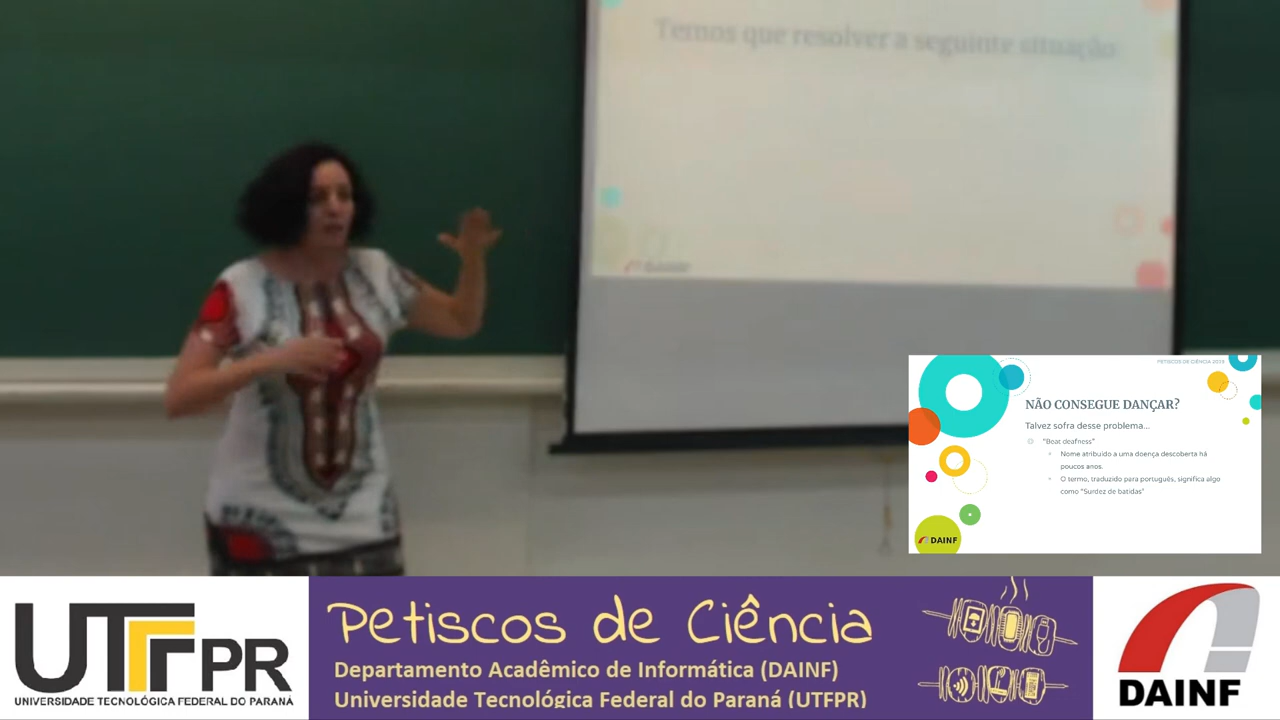 Temos que resolver a seguinte situação
PETISCOS DE CIÊNCIA 2019
NÃO CONSEGUE DANÇAR?
Talvez sofra desse problema...
"Beat deafness"
Nome atribuído a uma doença descoberta há
poucos anos.
O termo, traduzido para português, significa algo
como "Surdez de batidas"
DAINF
UTFPR
UNIVERSIDADE TECNOLÓGICA FEDERAL DO PARANÁ
Petiscos de Ciência
Departamento Acadêmico de Informática (DAINF)
Universidade Tecnológica Federal do Paraná (UTFPR)
DAINF